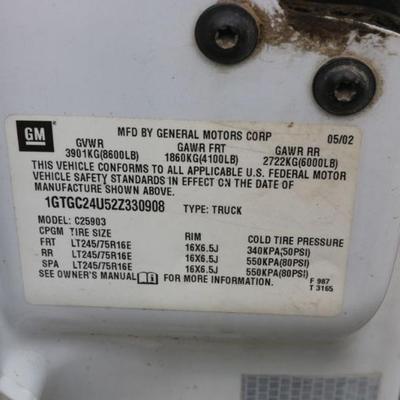 GM
MFD BY GENERAL MOTORS CORP 05/02
GVWR GAWR FRT GAWR RR
3901KG(8600LB) 1860KG(4100LB) 2722KG(6000LB)
THIS VEHICLE CONFORMS TO ALL APPLICABLE U.S. FEDERAL MOTOR
VEHICLE SAFETY STANDARDS IN EFFECT ON THE DATE OF
MANUFACTURE SHOWN ABOVE.
1GTGC24U52Z330908 TYPE: TRUCK
MODEL: C25903
CPGM TIRE SIZE RIM COLD TIRE PRESSURE
FRT LT245/75R16E 16X6.5J 340KPA(50PSI)
RR LT245/75R16E 16X6.5J 550KPA(80PSI)
SPA LT245/75R16E 16X6.5J 550KPA(80PSI)
SEE OWNER'S MANUAL FOR MORE INFORMATION. F 987
T 3165